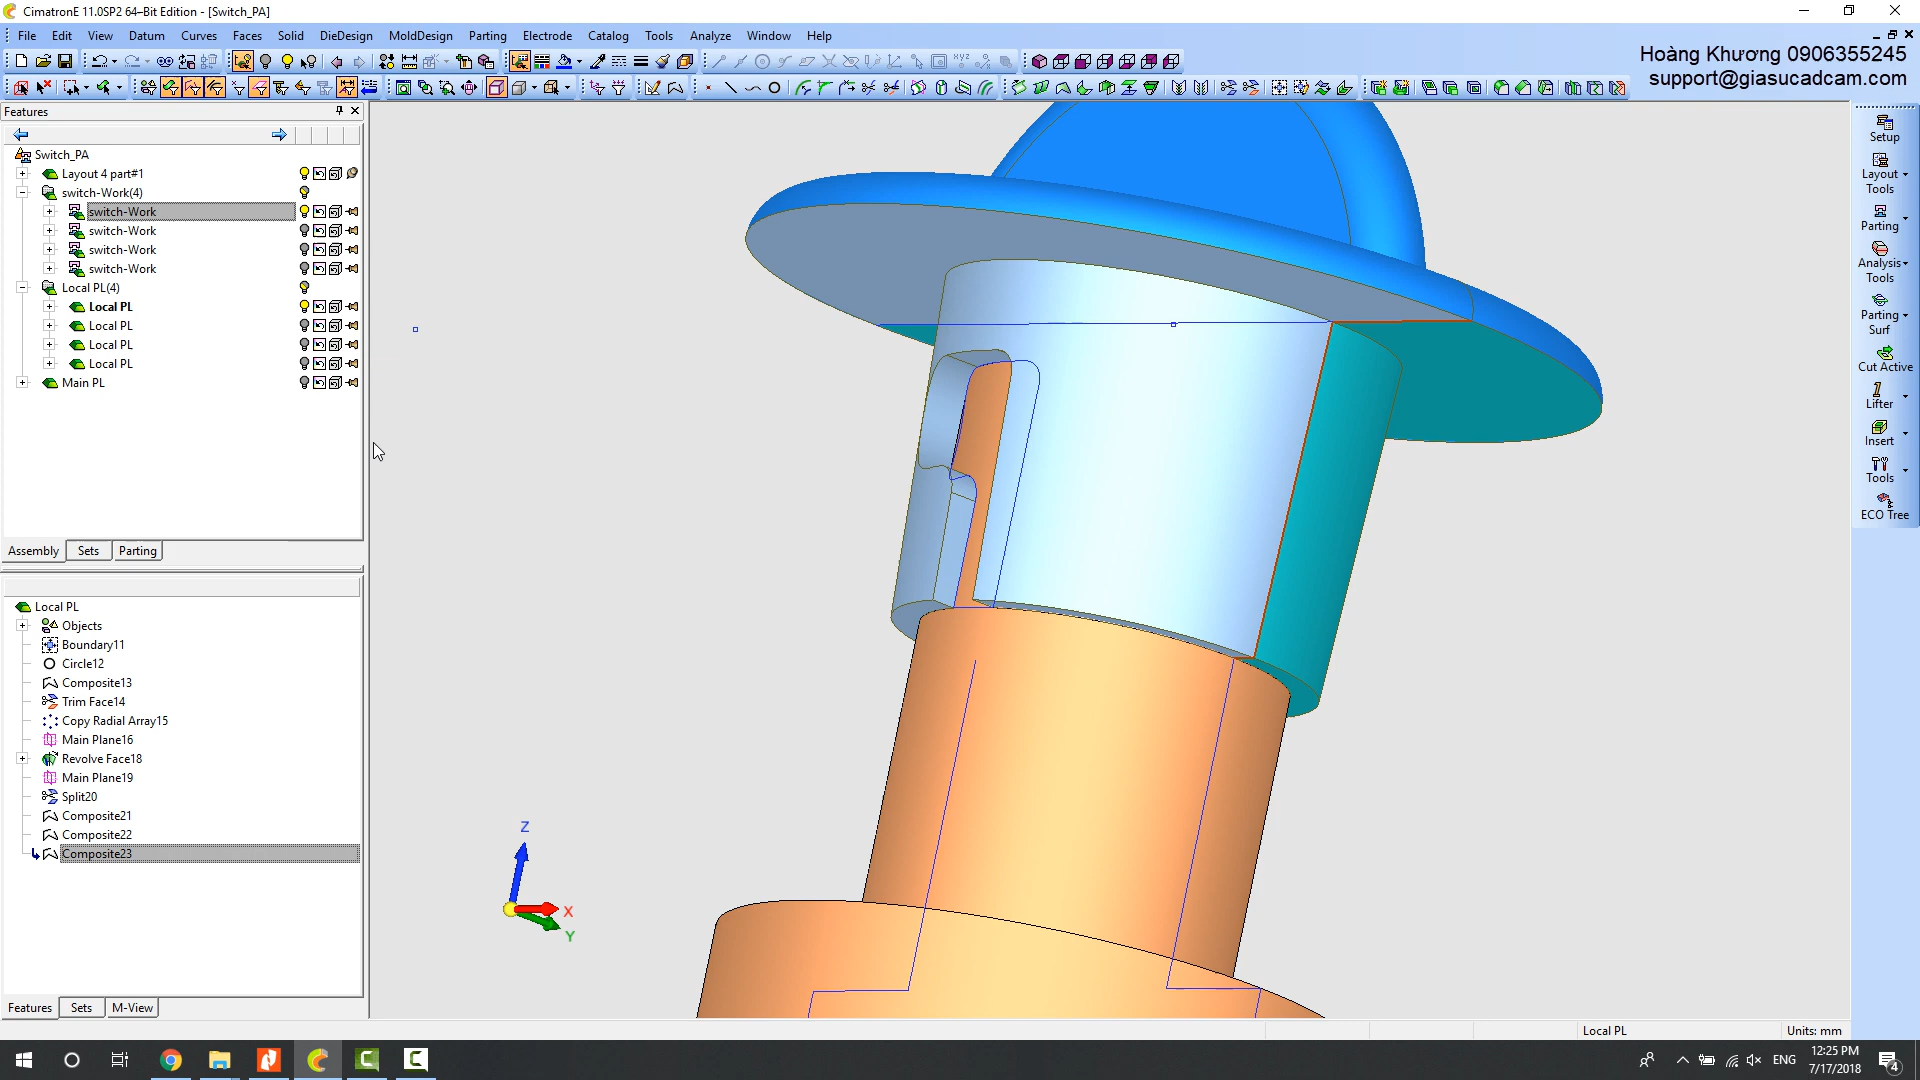 CimatronE 11.0SP2 64–Bit Edition - [Switch_PA]
File Edit View Datum Curves Faces Solid DieDesign MoldDesign Parting Electrode Catalog Tools Analyze Window Help
Hoàng Khương 0906355245
support@giasucadcam.com
Features
Switch_PA
Layout 4 part#1
switch-Work(4)
switch-Work
switch-Work
switch-Work
switch-Work
Local PL(4)
Local PL
Local PL
Local PL
Local PL
Main PL
Assembly Sets Parting
Local PL
Objects
Boundary11
Circle12
Composite13
Trim Face14
Copy Radial Array15
Main Plane16
Revolve Face18
Main Plane19
Split20
Composite21
Composite22
Composite23
Features Sets M-View
Z
X
Y
Setup
Layout
Tools
Parting
Analysis
Tools
Parting
Surf
Cut Active
Lifter
Insert
Tools
ECO Tree
Local PL
Units: mm
ENG
12:25 PM
7/17/2018
4